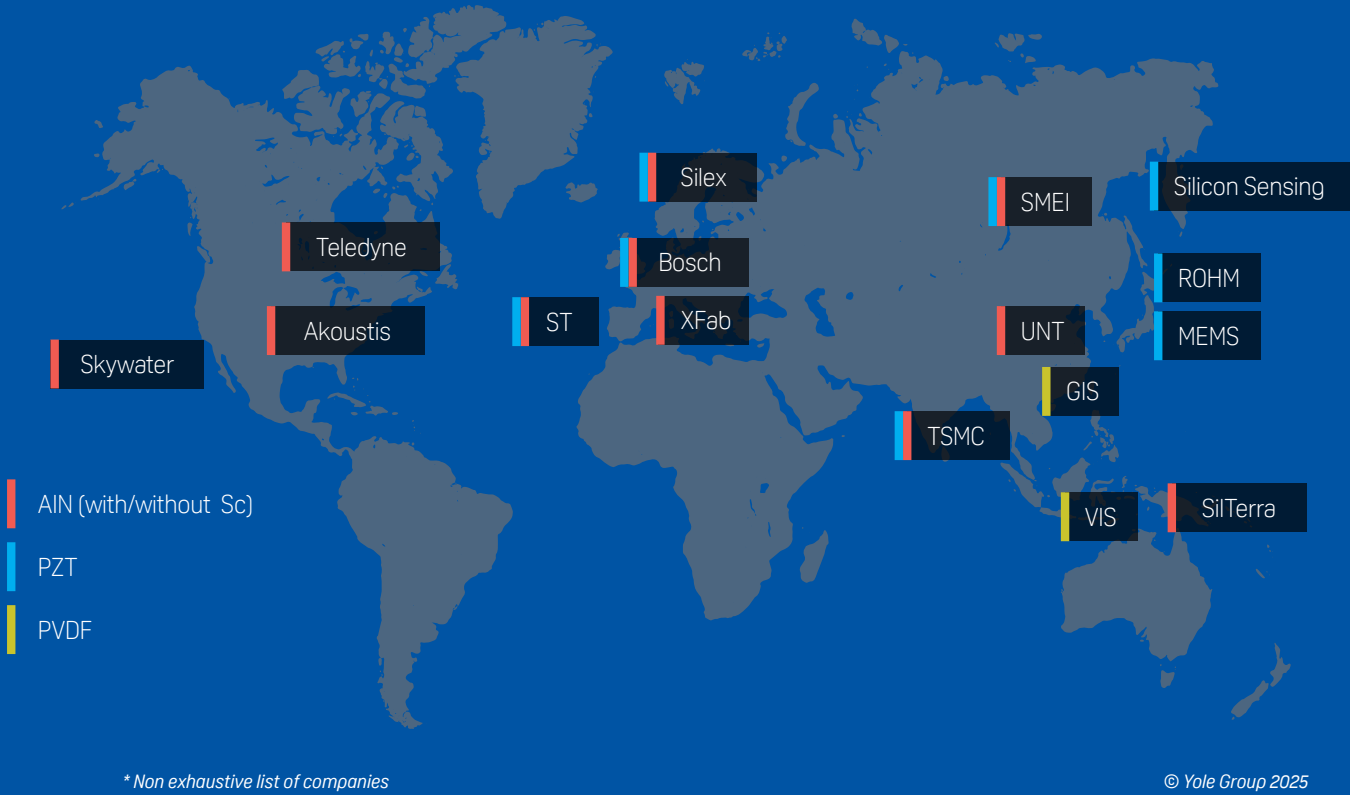 Silex
Silicon Sensing
SMEI
Teledyne
Bosch
ROHM
ST
XFab
Akoustis
UNT
MEMS
Skywater
GIS
TSMC
AIN (with/without Sc)
SilTerra
VIS
PZT
PVDF
* Non exhaustive list of companies
© Yole Group 2025